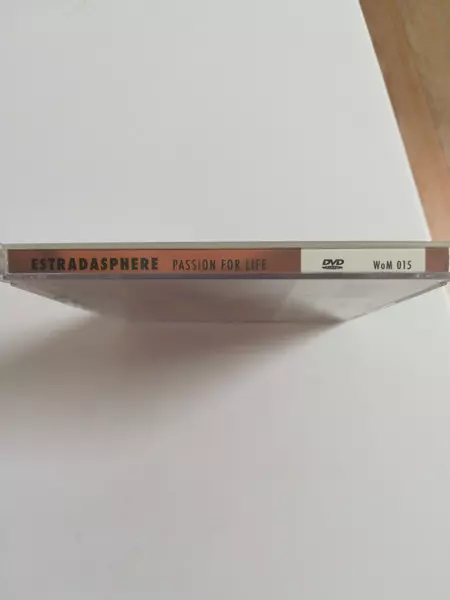 ESTRADASPHERE PASSiON FOR LiFE DVD WoM 015